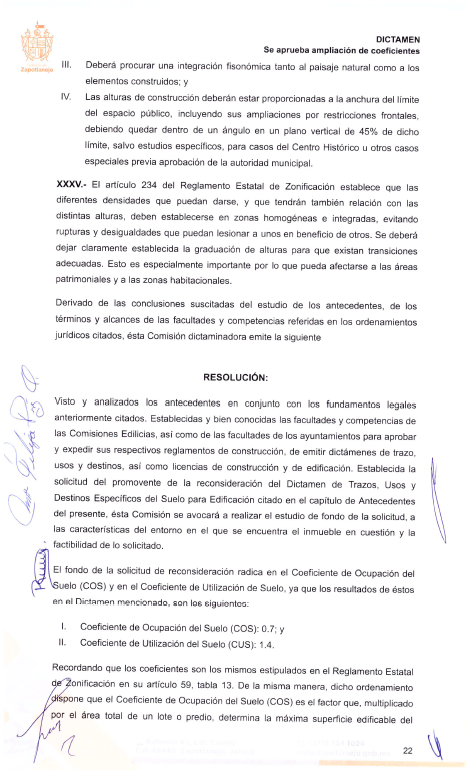 Zapotlanejo
DICTAMEN
Se aprueba ampliación de coeficientes
III. Deberá procurar una integración fisonómica tanto al paisaje natural como a los
elementos construidos; y
IV. Las alturas de construcción deberán estar proporcionadas a la anchura del límite
del espacio público, incluyendo sus ampliaciones por restricciones frontales,
debiendo quedar dentro de un ángulo en un plano vertical de 45% de dicho
límite, salvo estudios específicos, para casos del Centro Histórico u otros casos
especiales previa aprobación de la autoridad municipal.
XXXV.- El artículo 234 del Reglamento Estatal de Zonificación establece que las
diferentes densidades que puedan darse, y que tendrán también relación con las
distintas alturas, deben establecerse en zonas homogéneas e integradas, evitando
rupturas y desigualdades que puedan lesionar a unos en beneficio de otros. Se deberá
dejar claramente establecida la graduación de alturas para que existan transiciones
adecuadas. Esto es especialmente importante por lo que pueda afectarse a las áreas
patrimoniales y a las zonas habitacionales.
Derivado de las conclusiones suscitadas del estudio de los antecedentes, de los
términos y alcances de las facultades y competencias referidas en los ordenamientos
jurídicos citados, ésta Comisión dictaminadora emite la siguiente
RESOLUCIÓN:
Visto y analizados los antecedentes en conjunto con los fundamentos legales
anteriormente citados. Establecidas y bien conocidas las facultades y competencias de
las Comisiones Edilicias, así como de las facultades de los ayuntamientos para aprobar
y expedir sus respectivos reglamentos de construcción, de emitir dictámenes de trazo,
usos y destinos, así como licencias de construcción y de edificación. Establecida la
solicitud del promovente de la reconsideración del Dictamen de Trazos, Usos y
Destinos Específicos del Suelo para Edificación citado en el capítulo de Antecedentes
del presente, ésta Comisión se avocará a realizar el estudio de fondo de la solicitud, a
las características del entorno en el que se encuentra el inmueble en cuestión y la
factibilidad de lo solicitado.
El fondo de la solicitud de reconsideración radica en el Coeficiente de Ocupación del
Suelo (COS) y en el Coeficiente de Utilización de Suelo, ya que los resultados de éstos
en el Dictamen mencionado, son los siguientes:
I. Coeficiente de Ocupación del Suelo (COS): 0.7; y
II. Coeficiente de Utilización del Suelo (CUS): 1.4.
Recordando que los coeficientes son los mismos estipulados en el Reglamento Estatal
de Zonificación en su artículo 59, tabla 13. De la misma manera, dicho ordenamiento
dispone que el Coeficiente de Ocupación del Suelo (COS) es el factor que, multiplicado
por el área total de un lote o predio, determina la máxima superficie edificable del
22